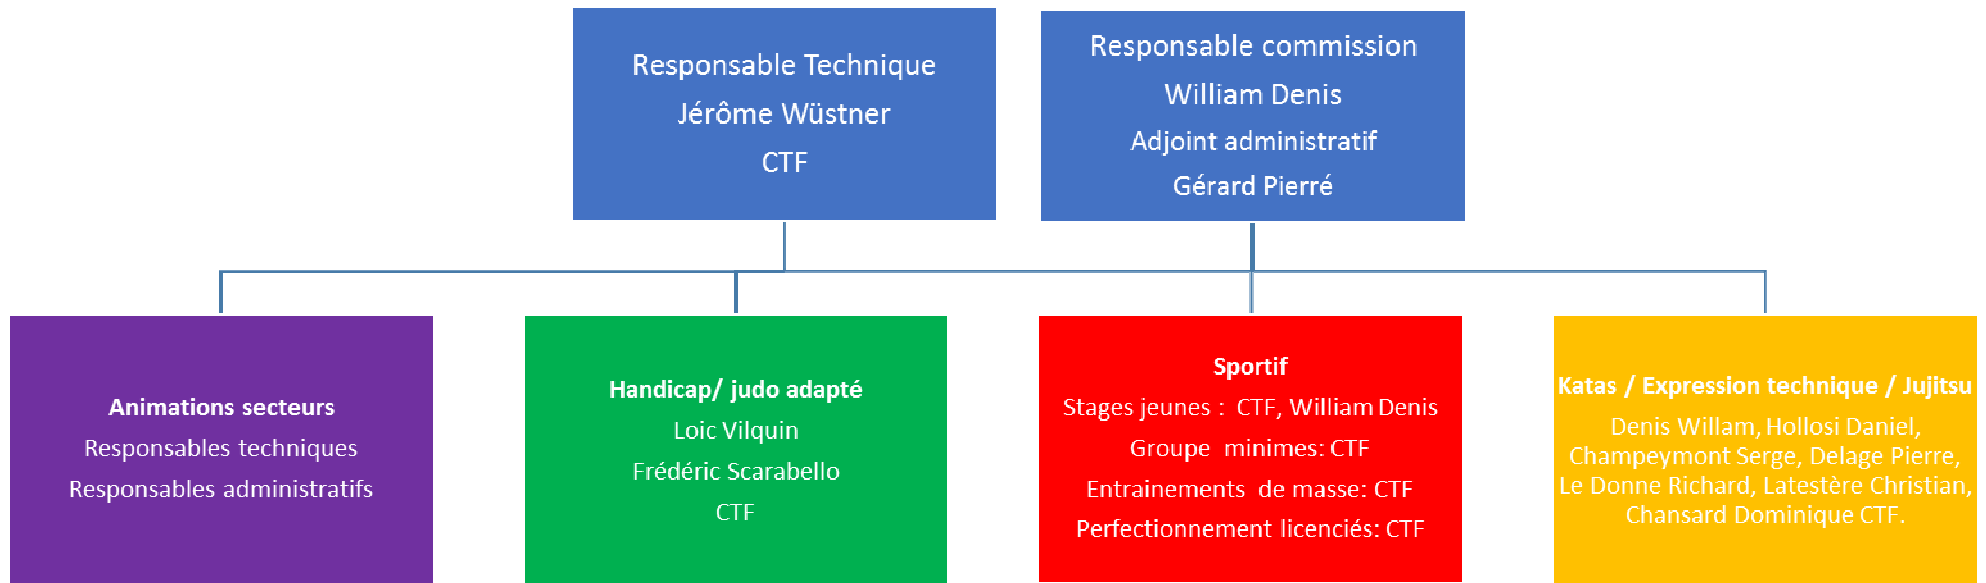 Responsable Technique
Jérôme Wüstner
CTF
Responsable commission
William Denis
Adjoint administratif
Gérard Pierré
Animations secteurs
Responsables techniques
Responsables administratifs
Handicap/ judo adapté
Loic Vilquin
Frédéric Scarabello
CTF
Sportif
Stages jeunes : CTF, William Denis
Groupe minimes: CTF
Entrainements de masse: CTF
Perfectionnement licenciés: CTF
Katas / Expression technique / Jujitsu
Denis Willam, Hollosi Daniel,
Champeymont Serge, Delage Pierre,
Le Donne Richard, Latestère Christian,
Chansard Dominique CTF.